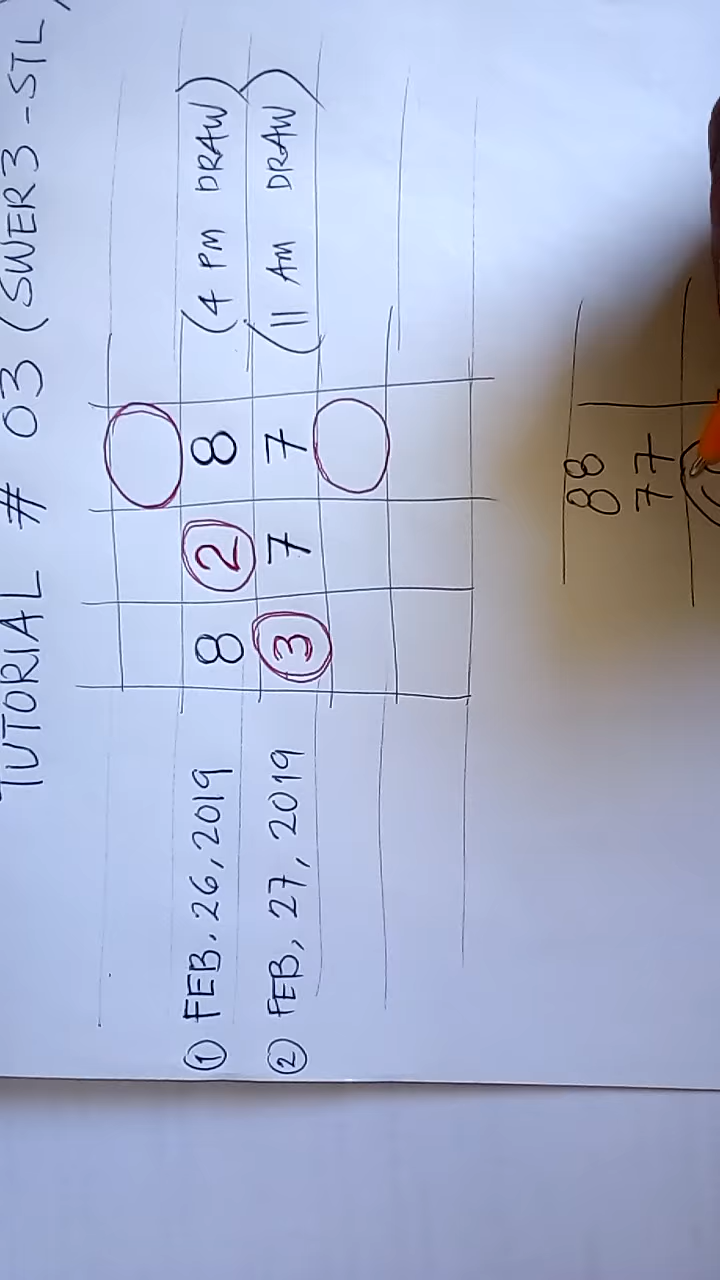 TUTORIAL # 03 (SWER3-STL)
① FEB. 26, 2019 8 2 8 (4 PM DRAW)
② FEB, 27, 2019 3 7 7 (11 AM DRAW)
88
77